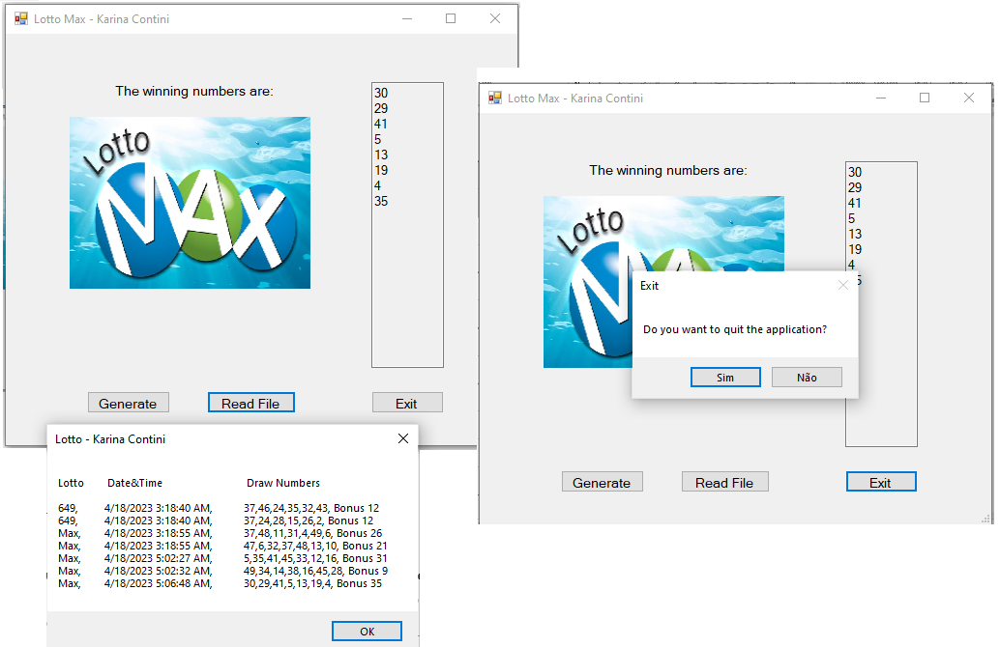 Lotto Max - Karina Contini
The winning numbers are:
30
29
41
5
13
19
4
35
Lotto
MAX
Generate Read File Exit
Lotto - Karina Contini
Lotto Date&Time Draw Numbers
649, 4/18/2023 3:18:40 AM, 37,46,24,35,32,43, Bonus 12
649, 4/18/2023 3:18:40 AM, 37,24,28,15,26,2, Bonus 12
Max, 4/18/2023 3:18:55 AM, 37,48,11,31,4,49,6, Bonus 26
Max, 4/18/2023 3:18:55 AM, 47,6,32,37,48,13,10, Bonus 21
Max, 4/18/2023 5:02:27 AM, 5,35,41,45,33,12,16, Bonus 31
Max, 4/18/2023 5:02:32 AM, 49,34,14,38,16,45,28, Bonus 9
Max, 4/18/2023 5:06:48 AM, 30,29,41,5,13,19,4, Bonus 35
OK
Lotto Max - Karina Contini
The winning numbers are:
30
29
41
5
13
19
4
5
Lotto
Exit
Do you want to quit the application?
Sim Não
Generate Read File Exit